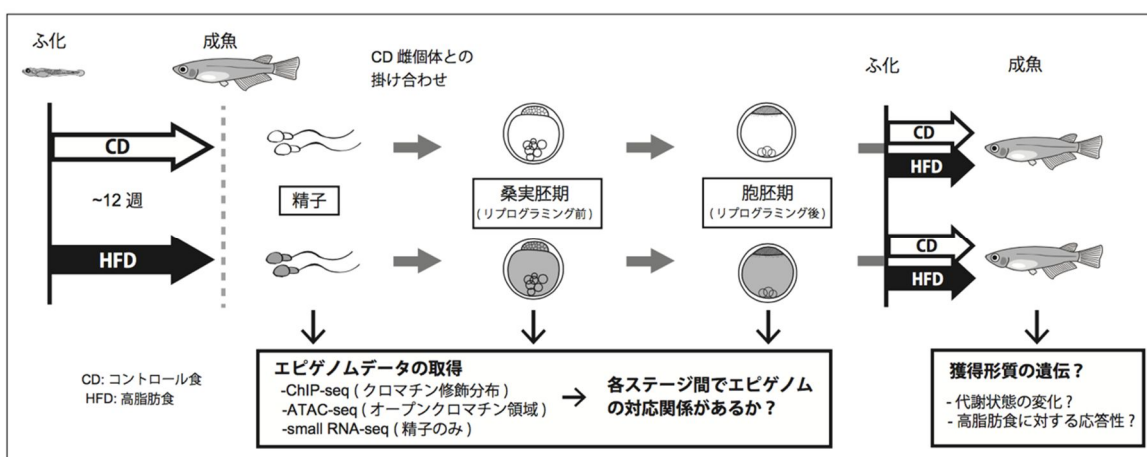 ふ化
成魚
CD 雌個体との
掛け合わせ
ふ化
成魚
CD
~12 週
HFD
精子
桑実胚期
(リプログラミング前)
胞胚期
(リプログラミング後)
CD
HFD
CD
HFD
CD: コントロール食
HFD: 高脂肪食
エピゲノムデータの取得
-ChIP-seq (クロマチン修飾分布)
-ATAC-seq (オープンクロマチン領域)
-small RNA-seq (精子のみ)
各ステージ間でエピゲノム
の対応関係があるか？
獲得形質の遺伝？
- 代謝状態の変化？
- 高脂肪食に対する応答性？